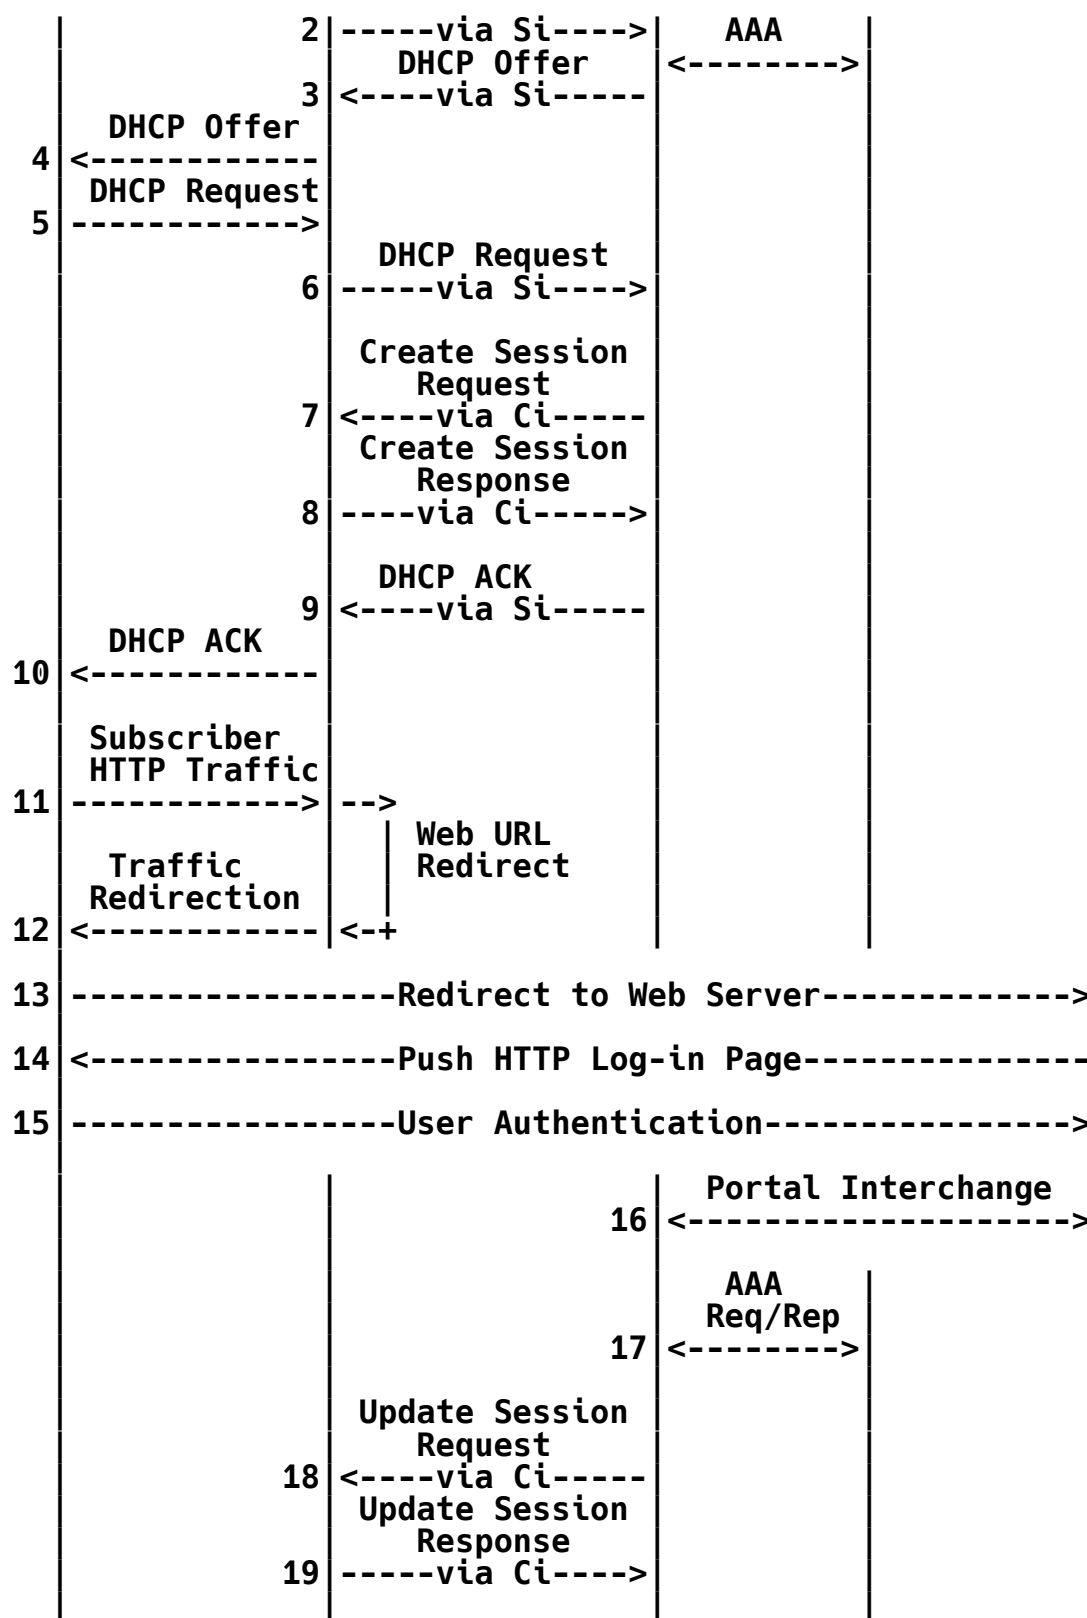 |             2|-----via Si---->|   AAA    |
|              |   DHCP Offer   |<-------->|
|             3|<----via Si-----|          |
|  DHCP Offer  |                |          |
4|<------------|                |          |
| DHCP Request |                |          |
5|------------>|                |          |
|              |  DHCP Request  |          |
|             6|-----via Si---->|          |
|              | Create Session |          |
|              |    Request     |          |
|             7|<----via Ci-----|          |
|              | Create Session |          |
|              |    Response    |          |
|             8|----via Ci----->|          |
|              |  DHCP ACK      |          |
|             9|<----via Si-----|          |
|  DHCP ACK    |                |          |
10|<------------|                |          |
| Subscriber   |                |          |
| HTTP Traffic |                |          |
11|------------>|-->             |          |
|              |  | Web URL     |          |
|  Traffic     |  | Redirect    |          |
| Redirection  |  |             |          |
12|<------------|<-+             |          |
13|-----------------Redirect to Web Server------------->
14|<----------------Push HTTP Log-in Page---------------
15|-----------------User Authentication---------------->
|              |                |  Portal Interchange
|              |              16|<-------------------->
|              |                |   AAA    |
|              |                |  Req/Rep |
|              |              17|<-------->|
|              | Update Session |          |
|              |    Request     |          |
|            18|<----via Ci-----|          |
|              | Update Session |          |
|              |    Response    |          |
|            19|-----via Ci---->|          |